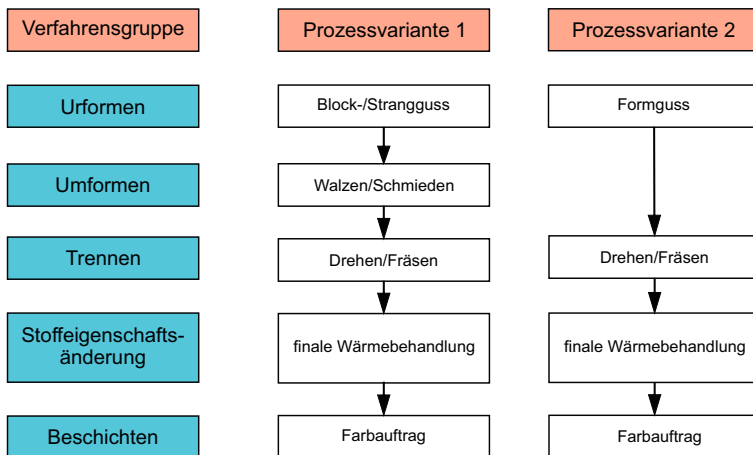 Verfahrensgruppe
Prozessvariante 1
Prozessvariante 2
Urformen
Block-/Strangguss
Formguss
Umformen
Walzen/Schmieden
Trennen
Drehen/Fräsen
Drehen/Fräsen
Stoffeigenschafts-
änderung
finale Wärmebehandlung
finale Wärmebehandlung
Beschichten
Farbauftrag
Farbauftrag